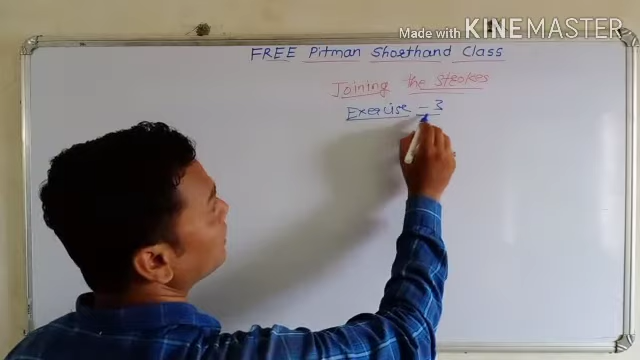 Made with KINEMASTER
FREE Pitman Shorthand Class
Joining the Strokes
Exercise - 3